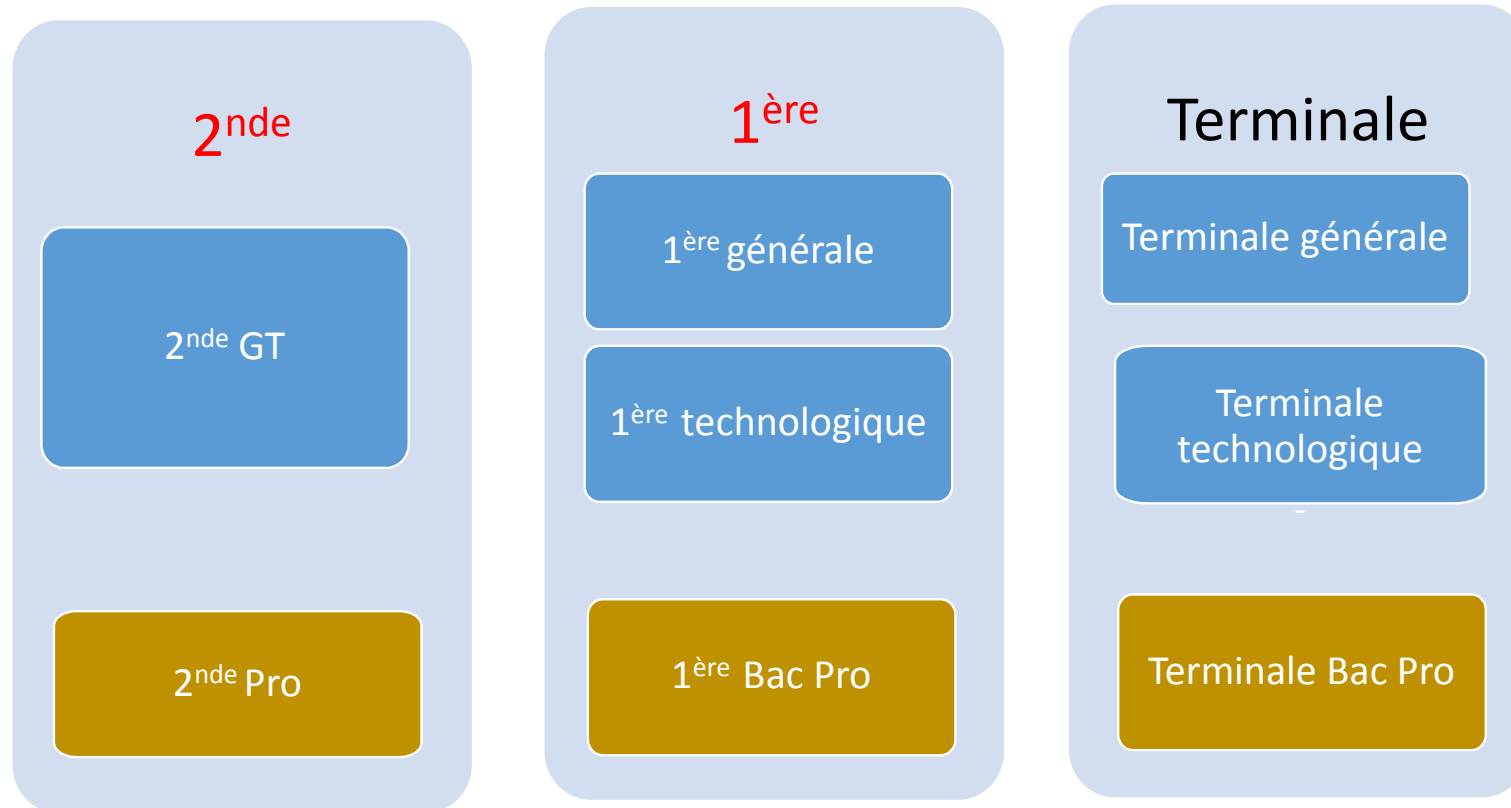 2nde
2nde GT
2nde Pro
1ère
1ère générale
1ère technologique
1ère Bac Pro
Terminale
Terminale générale
Terminale
technologique
-
Terminale Bac Pro